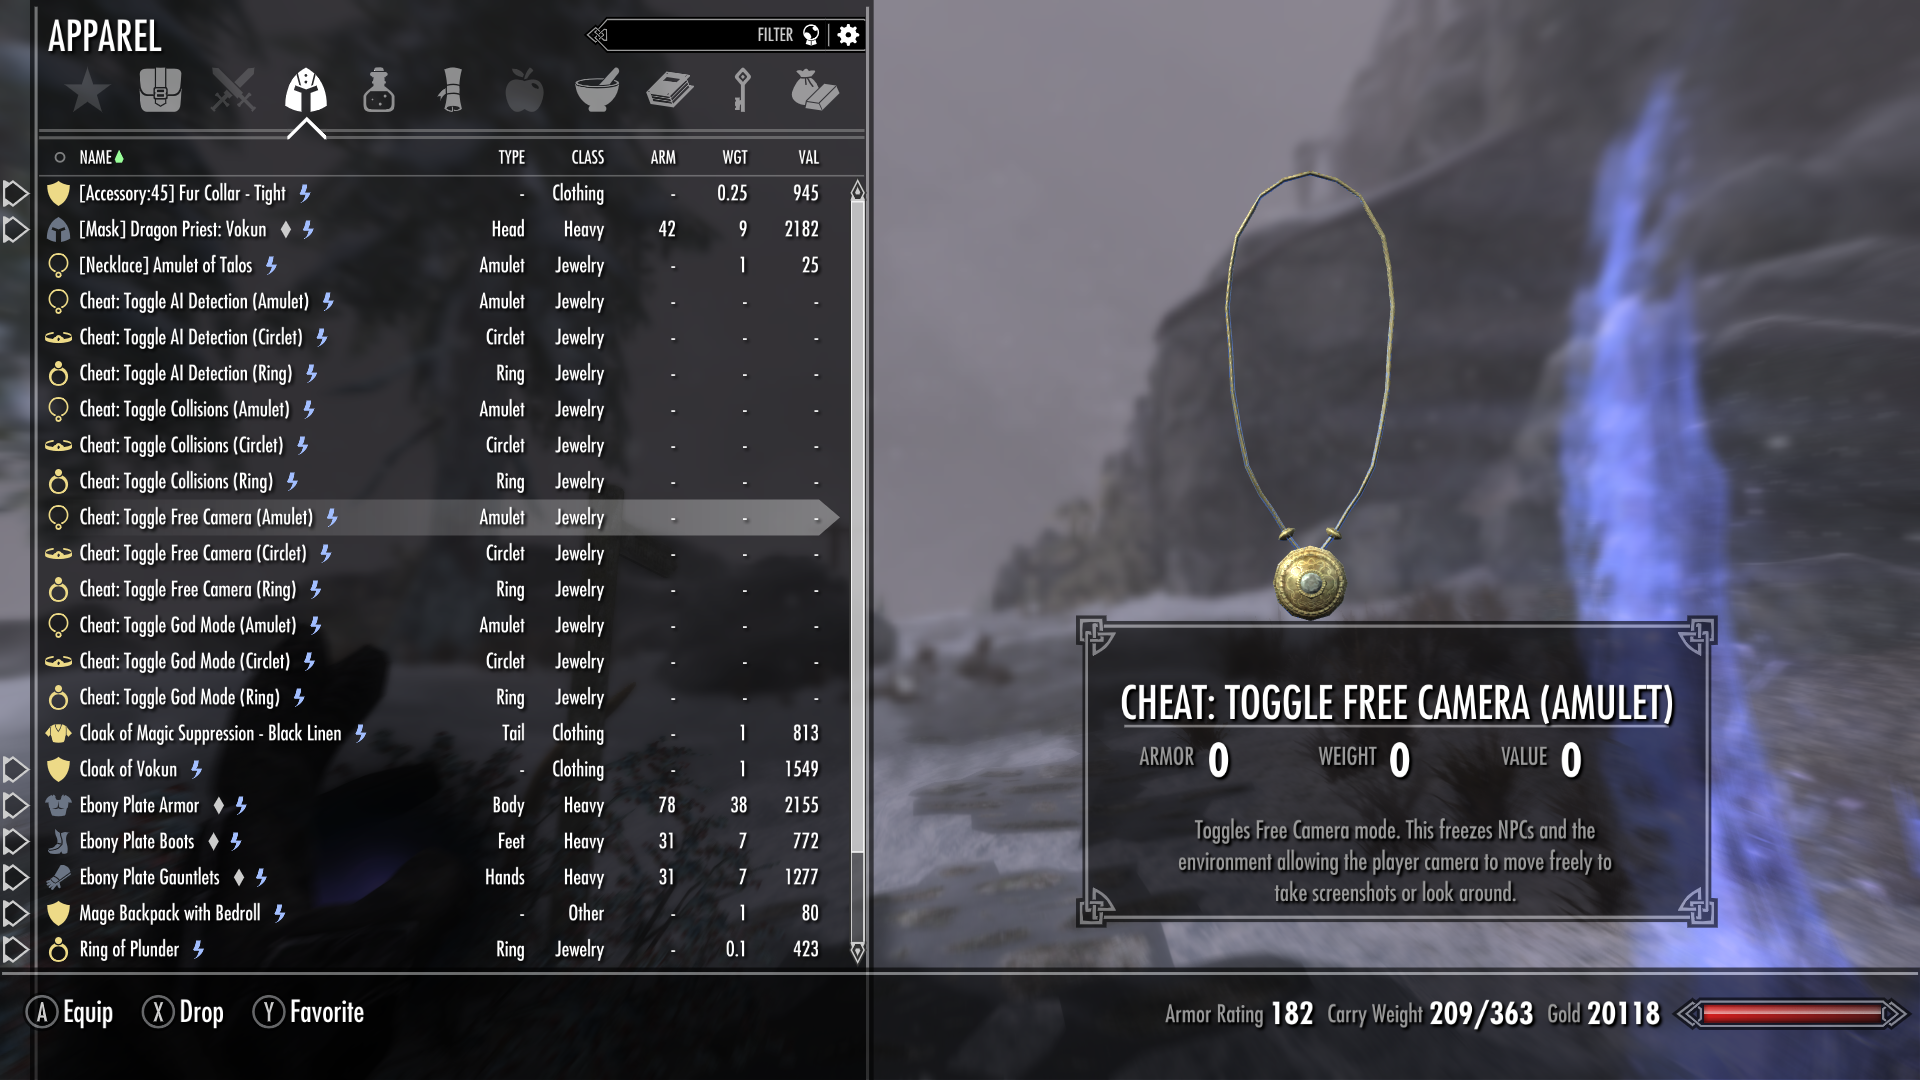 APPAREL
FILTER
NAME TYPE CLASS ARM WGT VAL
[Accessory:45] Fur Collar - Tight - Clothing - 0.25 945
[Mask] Dragon Priest: Vokun Head Heavy 42 9 2182
[Necklace] Amulet of Talos Amulet Jewelry - 1 25
Cheat: Toggle AI Detection (Amulet) Amulet Jewelry - - -
Cheat: Toggle AI Detection (Circlet) Circlet Jewelry - - -
Cheat: Toggle AI Detection (Ring) Ring Jewelry - - -
Cheat: Toggle Collisions (Amulet) Amulet Jewelry - - -
Cheat: Toggle Collisions (Circlet) Circlet Jewelry - - -
Cheat: Toggle Collisions (Ring) Ring Jewelry - - -
Cheat: Toggle Free Camera (Amulet) Amulet Jewelry - - -
Cheat: Toggle Free Camera (Circlet) Circlet Jewelry - - -
Cheat: Toggle Free Camera (Ring) Ring Jewelry - - -
Cheat: Toggle God Mode (Amulet) Amulet Jewelry - - -
Cheat: Toggle God Mode (Circlet) Circlet Jewelry - - -
Cheat: Toggle God Mode (Ring) Ring Jewelry - - -
Cloak of Magic Suppression - Black Linen Tail Clothing - 1 813
Cloak of Vokun - Clothing - 1 1549
Ebony Plate Armor Body Heavy 78 38 2155
Ebony Plate Boots Feet Heavy 31 7 772
Ebony Plate Gauntlets Hands Heavy 31 7 1277
Mage Backpack with Bedroll - Other - 1 80
Ring of Plunder Ring Jewelry - 0.1 423
CHEAT: TOGGLE FREE CAMERA (AMULET)
ARMOR 0 WEIGHT 0 VALUE 0
Toggles Free Camera mode. This freezes NPCs and the
environment allowing the player camera to move freely to
take screenshots or look around.
A Equip X Drop Y Favorite
Armor Rating 182 Carry Weight 209/363 Gold 20118